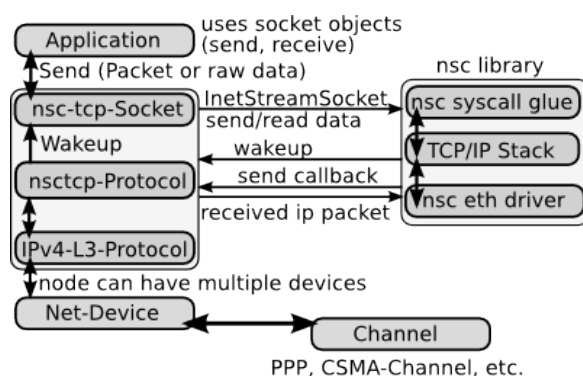 Application
uses socket objects
(send, receive)
Send (Packet or raw data)
nsc library
nsc-tcp-Socket
InetStreamSocket
send/read data
nsc syscall glue
Wakeup
wakeup
TCP/IP Stack
nsctcp-Protocol
send callback
received ip packet
nsc eth driver
IPv4-L3-Protocol
node can have multiple devices
Net-Device
Channel
PPP, CSMA-Channel, etc.